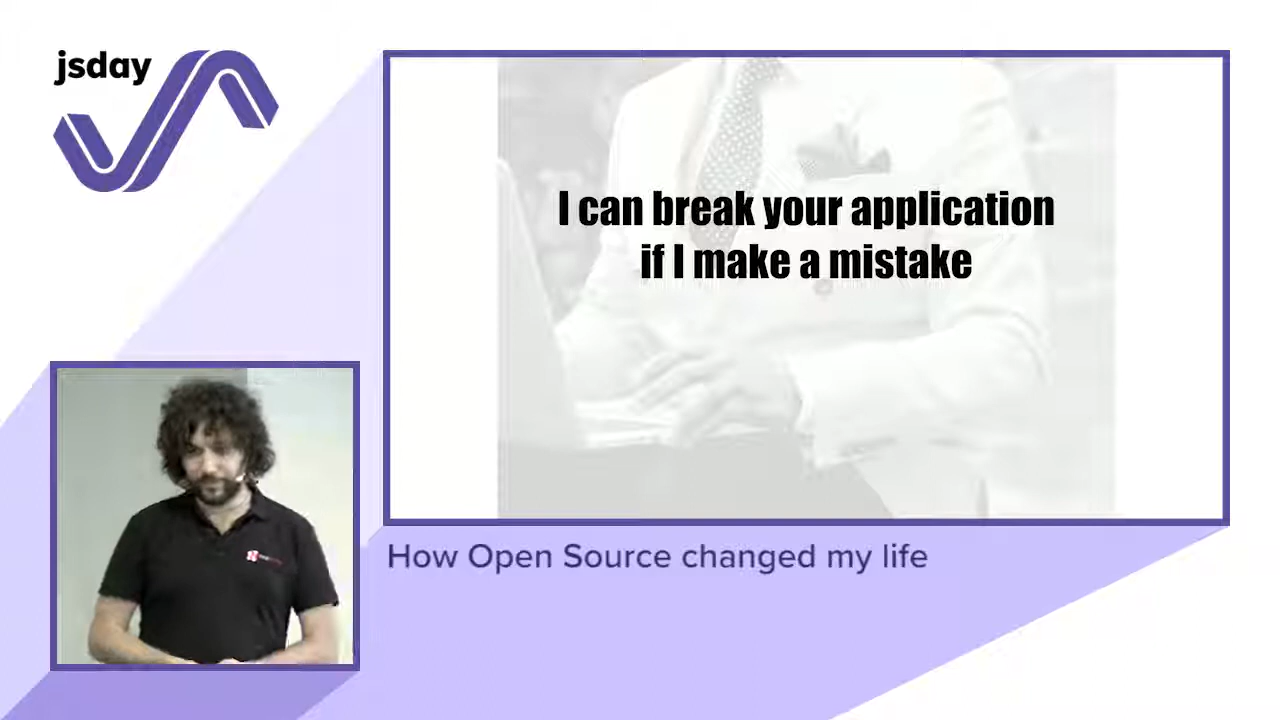 jsday
I can break your application
if I make a mistake
How Open Source changed my life